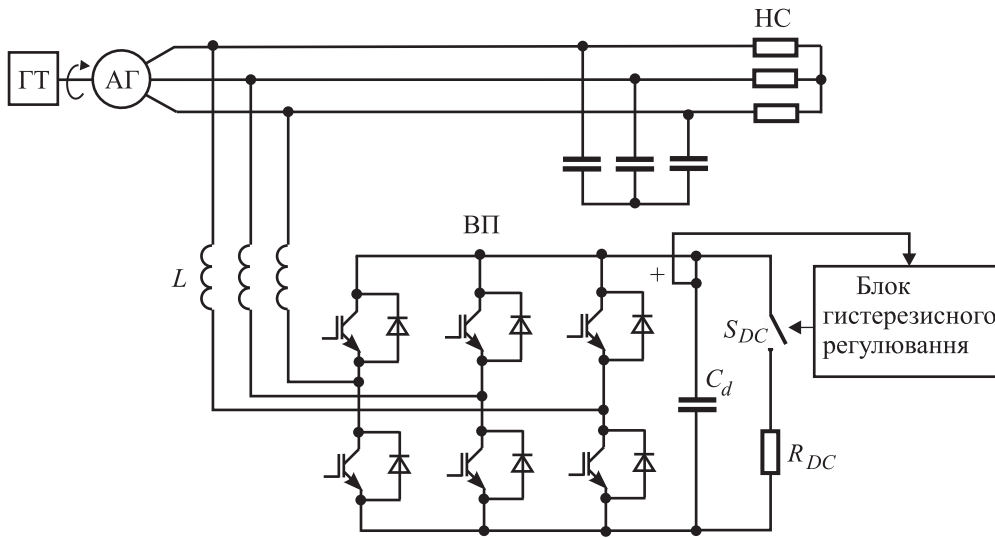 НС
ГТ
АГ
ВП
L
+
Блок
гистерезисного
регулювання
S_DC
C_d
R_DC